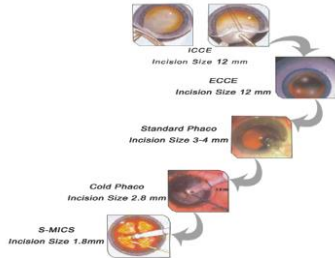 ICCE
Incision Size 12 mm
ECCE
Incision Size 12 mm
Standard Phaco
Incision Size 3-4 mm
Cold Phaco
Incision Size 2.8 mm
S-MICS
Incision Size 1.8mm